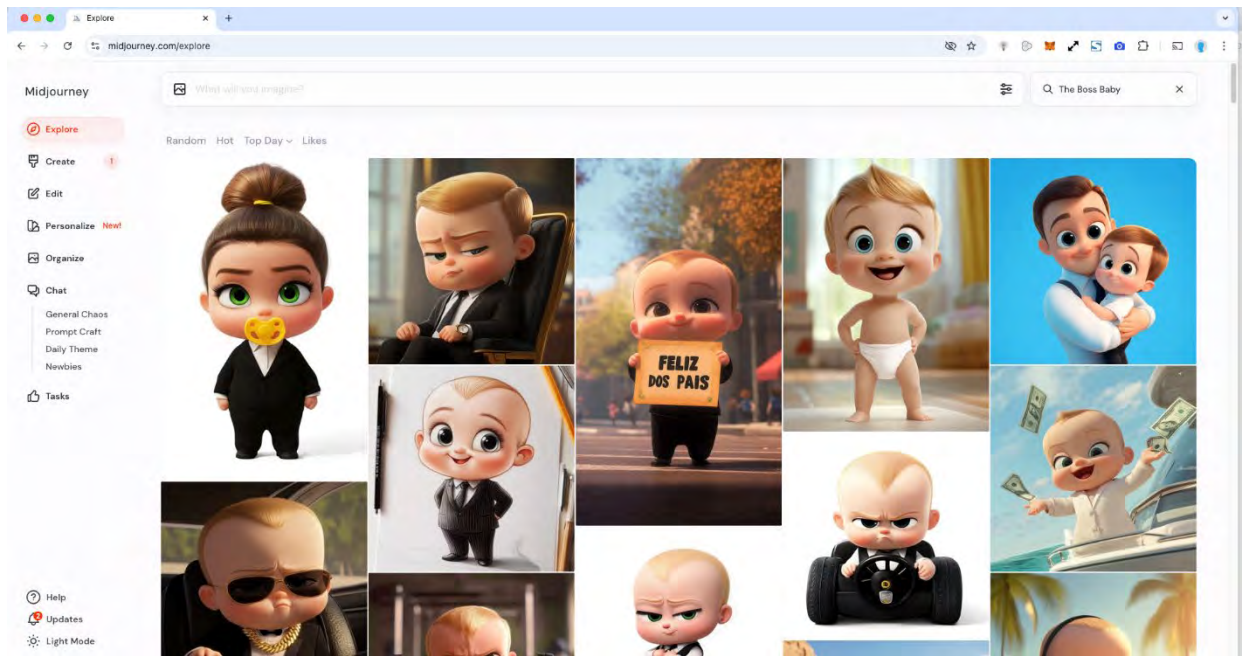 Explore
midjourney.com/explore
Midjourney
What will you imagine?
The Boss Baby
Explore
Random Hot Top Day Likes
Create 1
Edit
Personalize New!
Organize
Chat
General Chaos
Prompt Craft
Daily Theme
Newbies
Tasks
FELIZ
DOS PAIS
Help
Updates
Light Mode